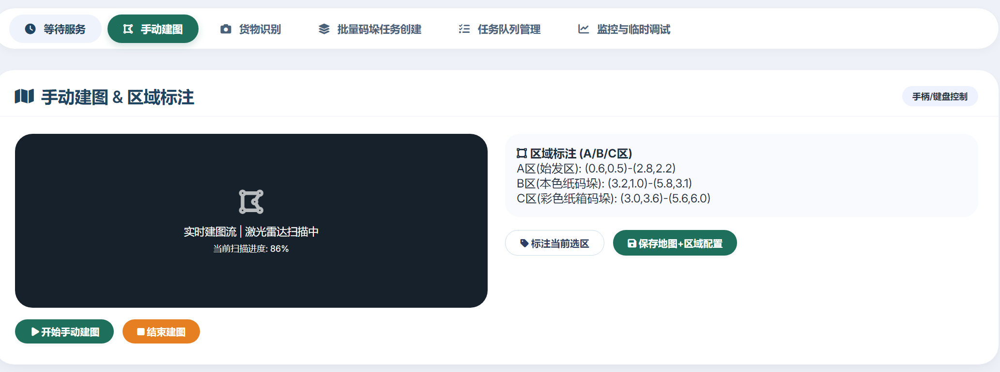 等待服务
手动建图
货物识别
批量码垛任务创建
任务队列管理
监控与临时调试
手动建图 & 区域标注
手柄/键盘控制
实时建图流 | 激光雷达扫描中
当前扫描进度: 86%
开始手动建图
结束建图
区域标注 (A/B/C区)
A区(始发区): (0.6,0.5)-(2.8,2.2)
B区(本色纸码垛): (3.2,1.0)-(5.8,3.1)
C区(彩色纸箱码垛): (3.0,3.6)-(5.6,6.0)
标注当前选区
保存地图+区域配置